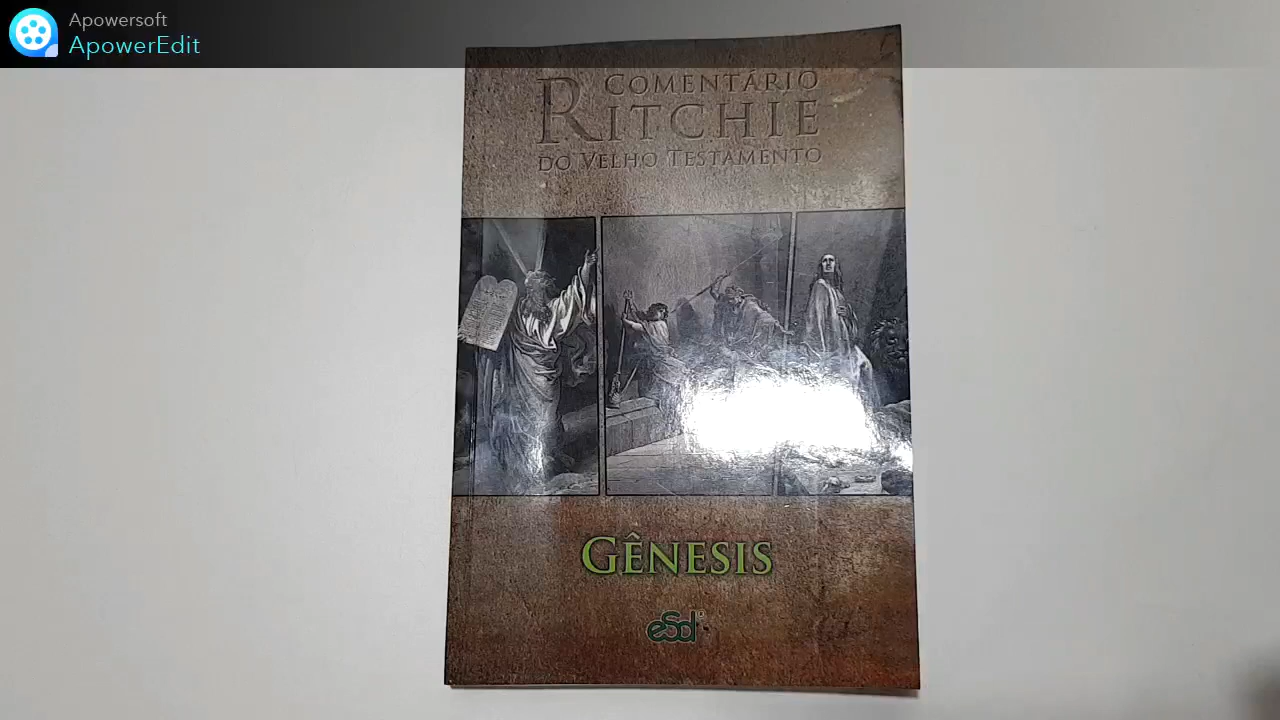 Apowersoft
ApowerEdit
COMENTÁRIO
RITCHIE
DO VELHO TESTAMENTO
GÊNESIS
esd